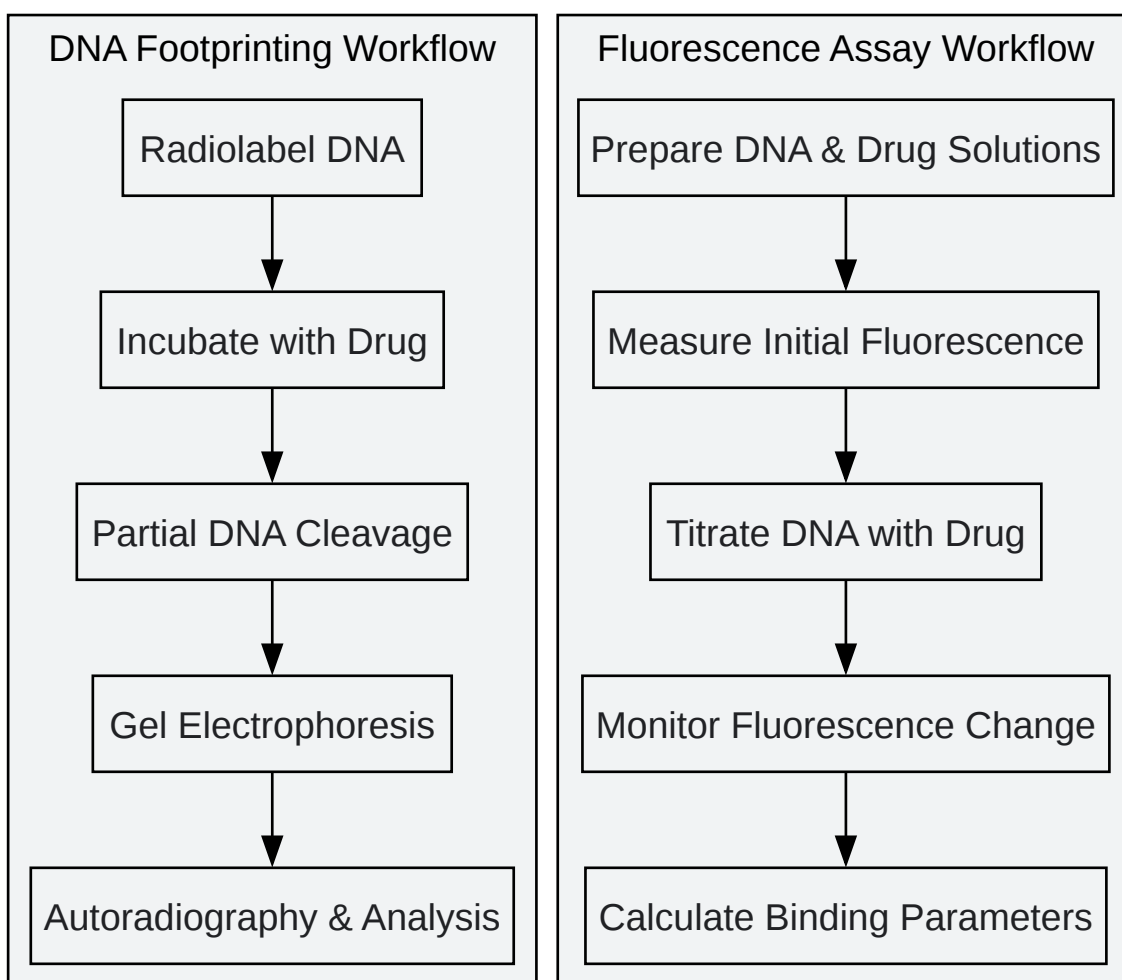 DNA Footprinting Workflow
Radiolabel DNA
Incubate with Drug
Partial DNA Cleavage
Gel Electrophoresis
Autoradiography & Analysis
Fluorescence Assay Workflow
Prepare DNA & Drug Solutions
Measure Initial Fluorescence
Titrate DNA with Drug
Monitor Fluorescence Change
Calculate Binding Parameters